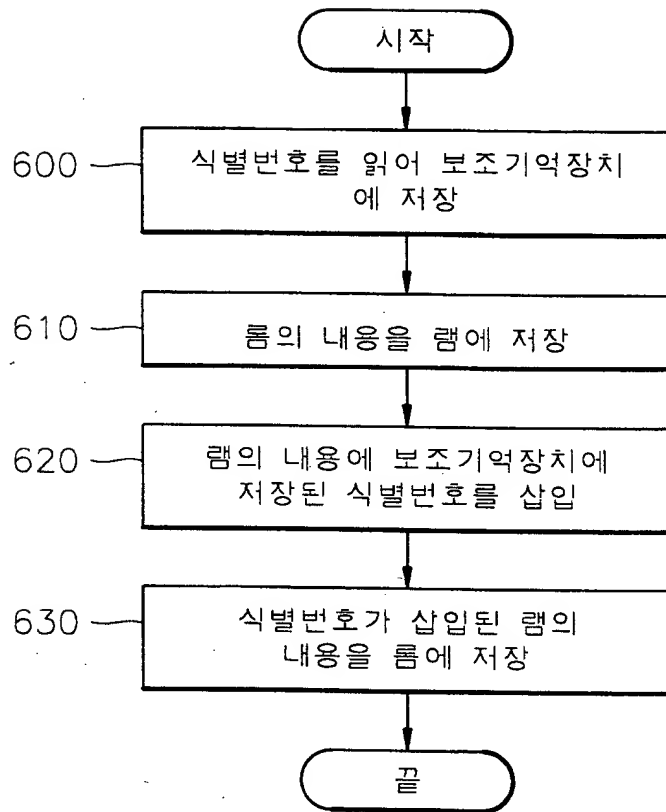 시작
600
식별번호를 읽어 보조기억장치
에 저장
610
롬의 내용을 램에 저장
620
램의 내용에 보조기억장치에
저장된 식별번호를 삽입
630
식별번호가 삽입된 램의
내용을 롬에 저장
끝